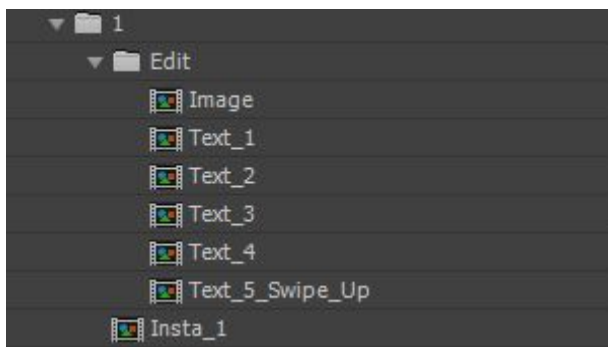 1
Edit
Image
Text_1
Text_2
Text_3
Text_4
Text_5_Swipe_Up
Insta_1